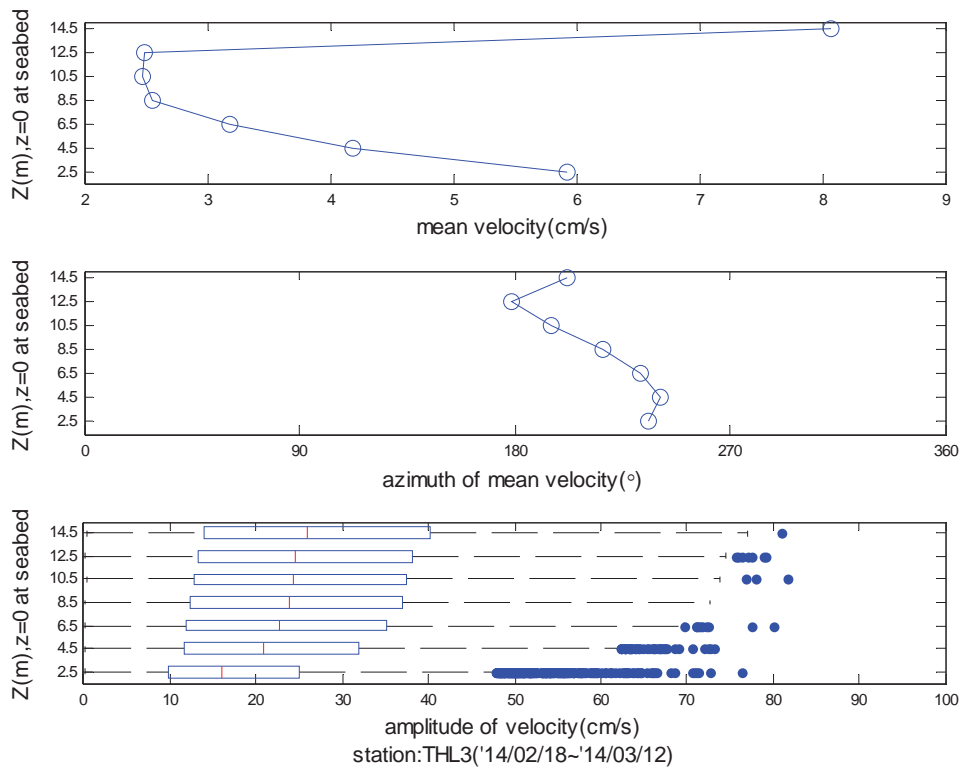 Z(m),z=0 at seabed
14.5
12.5
10.5
8.5
6.5
4.5
2.5
2 3 4 5 6 7 8 9
mean velocity(cm/s)
Z(m),z=0 at seabed
14.5
12.5
10.5
8.5
6.5
4.5
2.5
0 90 180 270 360
azimuth of mean velocity(°)
Z(m),z=0 at seabed
14.5
12.5
10.5
8.5
6.5
4.5
2.5
0 10 20 30 40 50 60 70 80 90 100
amplitude of velocity(cm/s)
station:THL3('14/02/18~'14/03/12)